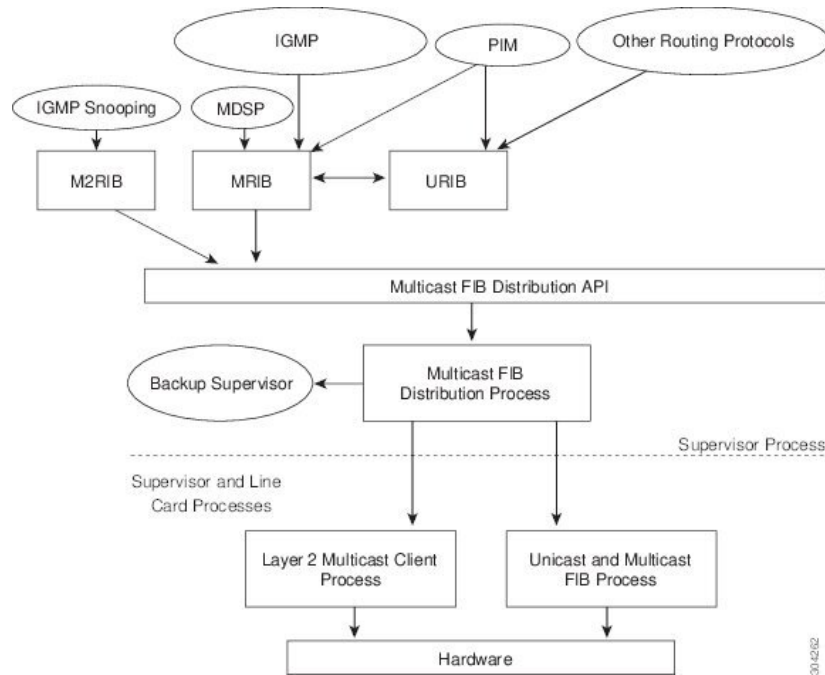 IGMP
PIM
Other Routing Protocols
IGMP Snooping
MDSP
M2RIB
MRIB
URIB
Multicast FIB Distribution API
Multicast FIB
Distribution Process
Backup Supervisor
Supervisor Process
Supervisor and Line
Card Processes
Layer 2 Multicast Client
Process
Unicast and Multicast
FIB Process
Hardware
304262